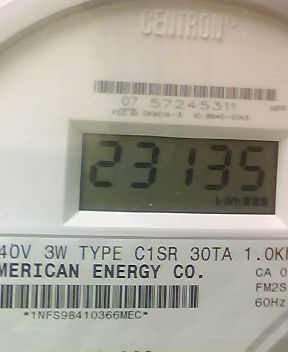 CENTRON
07 57245311
23135
kWh
40V 3W TYPE C1SR 30TA 1.0K
MERICAN ENERGY CO.
CA 0
FM2S
60Hz
*1NFS98410366MEC*